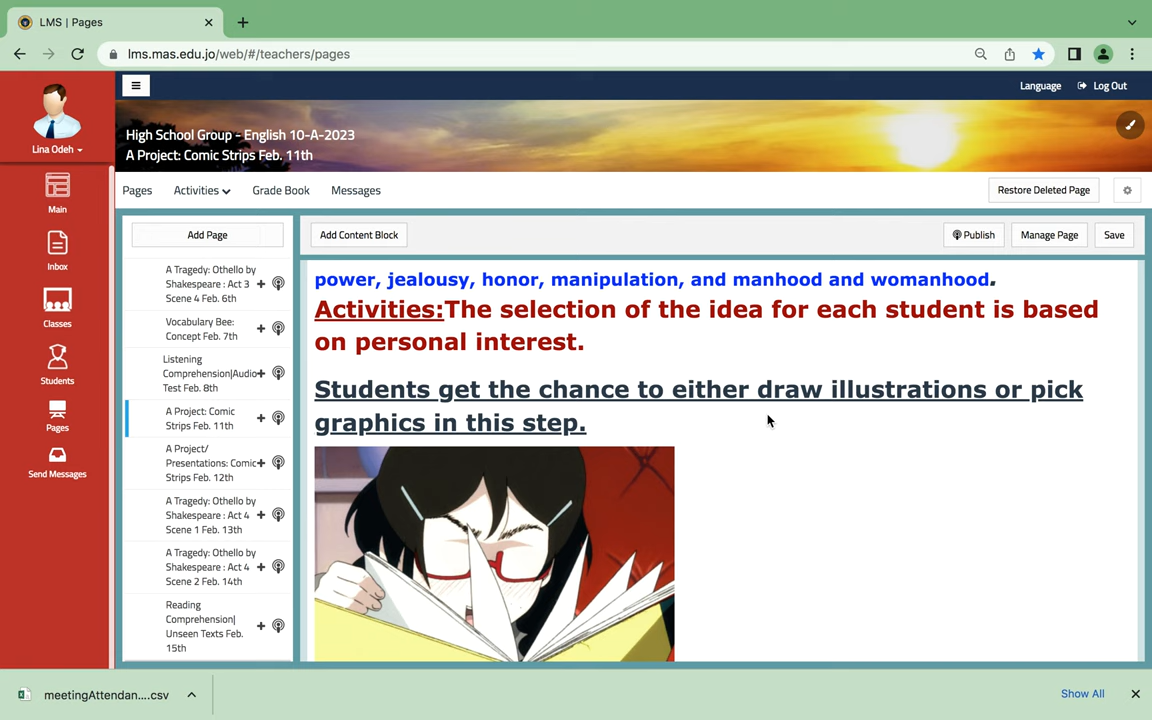 LMS | Pages
lms.mas.edu.jo/web/#/teachers/pages
Language
Log Out
High School Group - English 10-A-2023
A Project: Comic Strips Feb. 11th
Lina Odeh
Pages
Activities
Grade Book
Messages
Restore Deleted Page
Main
Inbox
Classes
Students
Pages
Send Messages
Add Page
A Tragedy: Othello by
Shakespeare : Act 3
Scene 4 Feb. 6th
Vocabulary Bee:
Concept Feb. 7th
Listening
Comprehension|Audio
Test Feb. 8th
A Project: Comic
Strips Feb. 11th
A Project/
Presentations: Comic
Strips Feb. 12th
A Tragedy: Othello by
Shakespeare : Act 4
Scene 1 Feb. 13th
A Tragedy: Othello by
Shakespeare : Act 4
Scene 2 Feb. 14th
Reading
Comprehension|
Unseen Texts Feb.
15th
Add Content Block
Publish
Manage Page
Save
power, jealousy, honor, manipulation, and manhood and womanhood.
Activities:The selection of the idea for each student is based
on personal interest.
Students get the chance to either draw illustrations or pick
graphics in this step.
meetingAttendan....csv
Show All